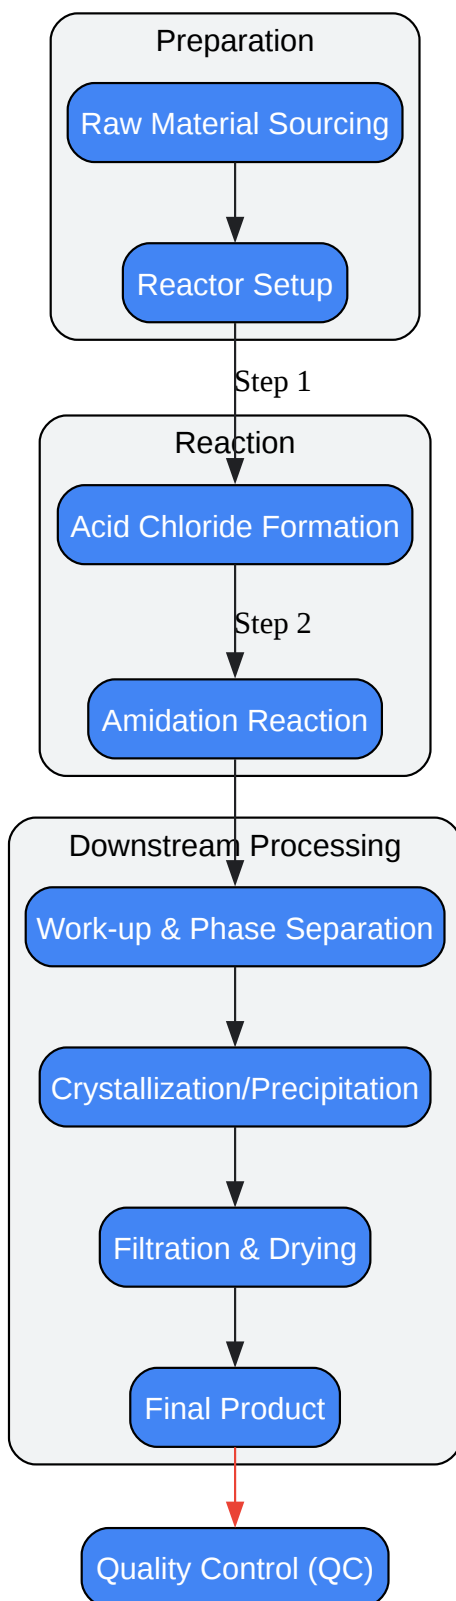 Preparation
Raw Material Sourcing
Reactor Setup
Step 1
Reaction
Acid Chloride Formation
Step 2
Amidation Reaction
Downstream Processing
Work-up & Phase Separation
Crystallization/Precipitation
Filtration & Drying
Final Product
Quality Control (QC)